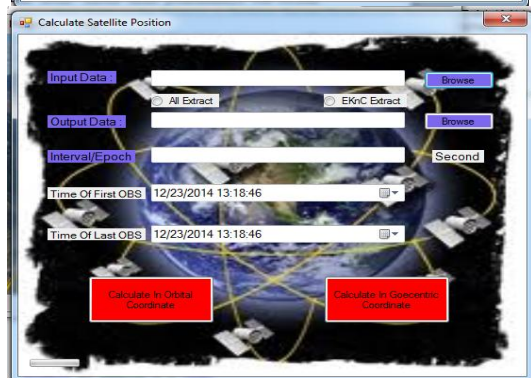 Calculate Satellite Position
Input Data :
Browse
All Extract
EKnC Extract
Output Data :
Browse
Interval/Epoch
Second
Time Of First OBS
12/23/2014 13:18:46
Time Of Last OBS
12/23/2014 13:18:46
Calculate In Orbital
Coordinate
Calculate In Goecentric
Coordinate